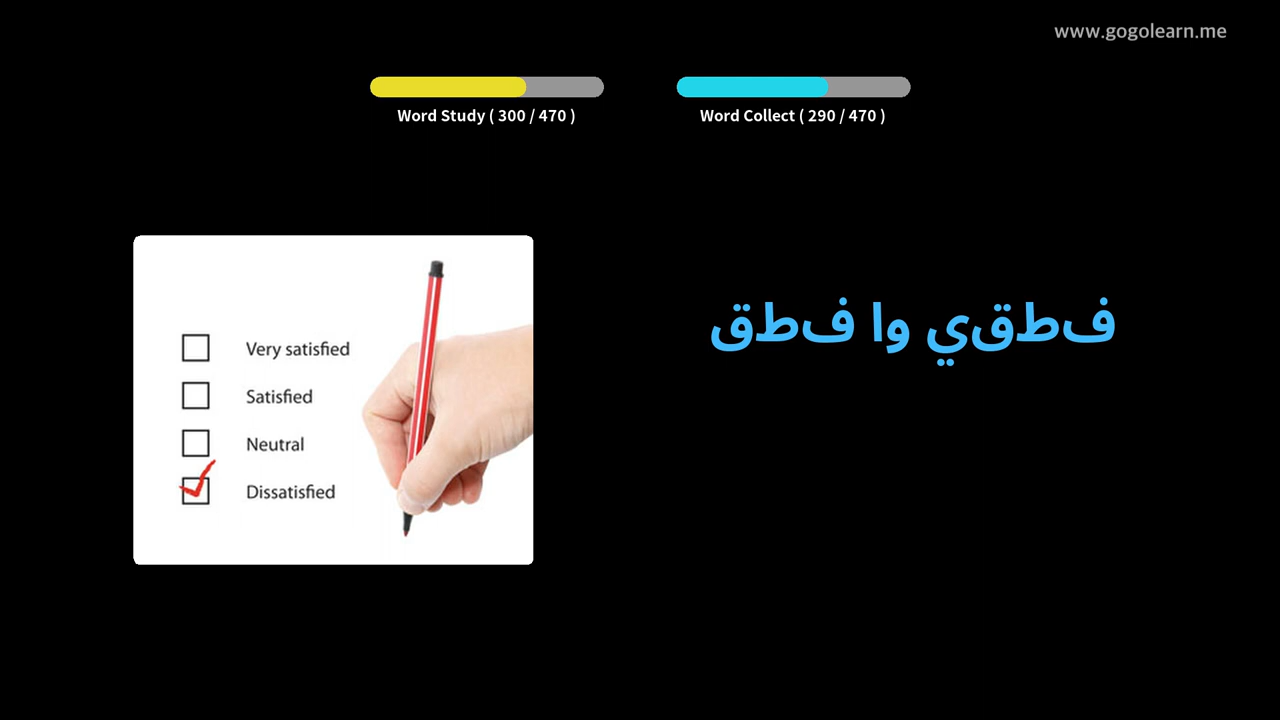 www.gogolearn.me
Word Study ( 300 / 470 )
Word Collect ( 290 / 470 )
فطقي وا فطق
Very satisfied
Satisfied
Neutral
Dissatisfied